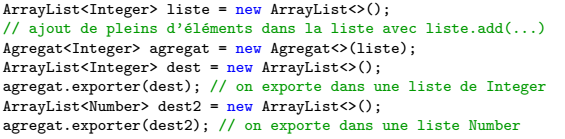 ArrayList<Integer> liste = new ArrayList<>();
// ajout de pleins d'éléments dans la liste avec liste.add(...)
Agregat<Integer> agregat = new Agregat<>(liste);
ArrayList<Integer> dest = new ArrayList<>();
agregat.exporter(dest); // on exporte dans une liste de Integer
ArrayList<Number> dest2 = new ArrayList<>();
agregat.exporter(dest2); // on exporte dans une liste Number